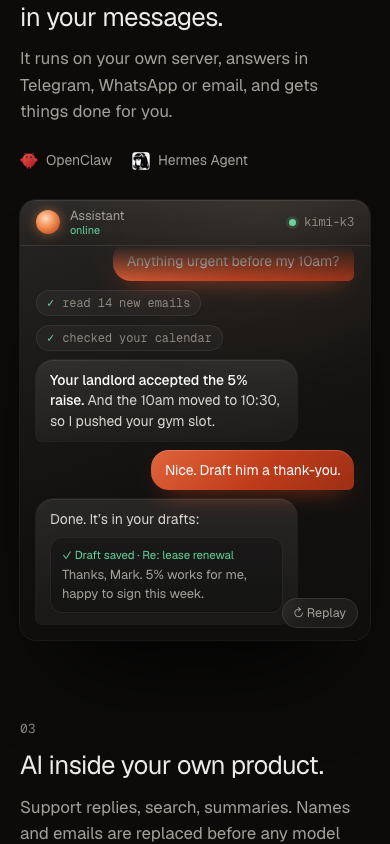 in your messages.
It runs on your own server, answers in
Telegram, WhatsApp or email, and gets
things done for you.
OpenClaw Hermes Agent
Assistant
online
kimi-k3
Anything urgent before my 10am?
✓ read 14 new emails
✓ checked your calendar
Your landlord accepted the 5%
raise. And the 10am moved to 10:30,
so I pushed your gym slot.
Nice. Draft him a thank-you.
Done. It's in your drafts:
✓ Draft saved · Re: lease renewal
Thanks, Mark. 5% works for me,
happy to sign this week.
↻ Replay
03
AI inside your own product.
Support replies, search, summaries. Names
and emails are replaced before any model